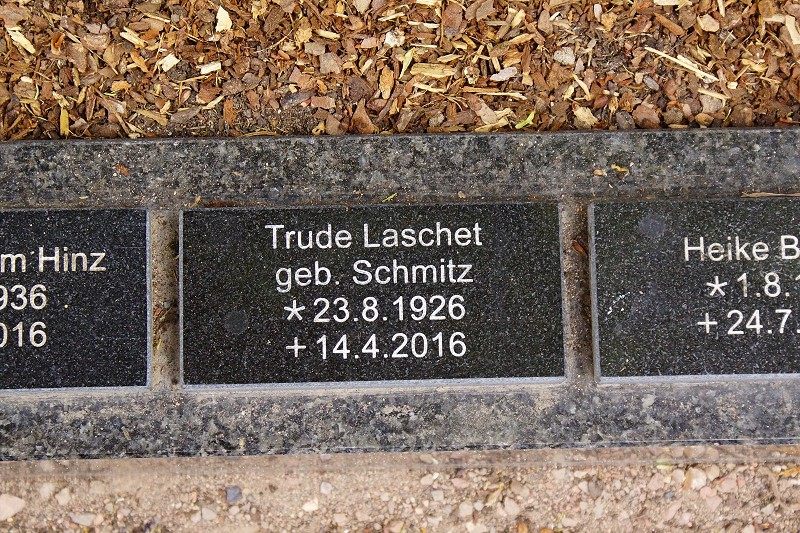 m Hinz
936
016
Trude Laschet
geb. Schmitz
* 23.8.1926
+ 14.4.2016
Heike B
* 1.8.
+ 24.7.